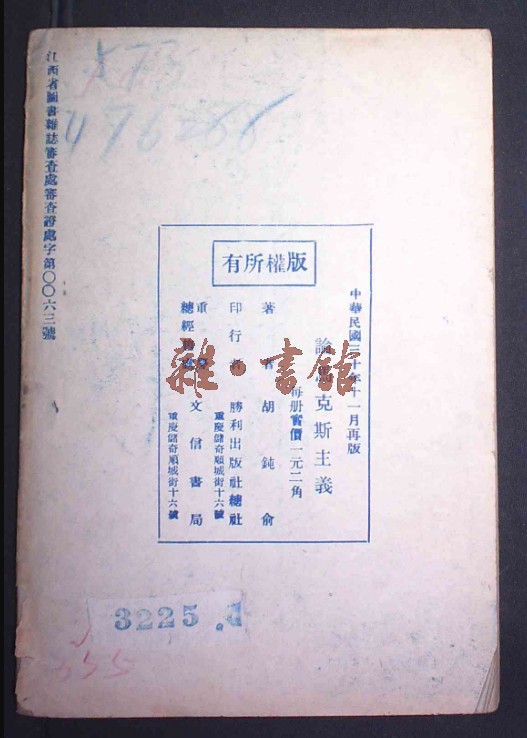 江西省圖書雜誌審查處審查證處字第〇〇六三號
476288
版權所有
中華民國三十年十一月再版
論馬克斯主義
每册實價一元二角
著者 胡鈍俞
印行者 勝利出版社總社
重慶儲奇順城街十六號
重慶
總經售 文信書局
重慶儲奇順城街十六號
雜·書館
3225
335